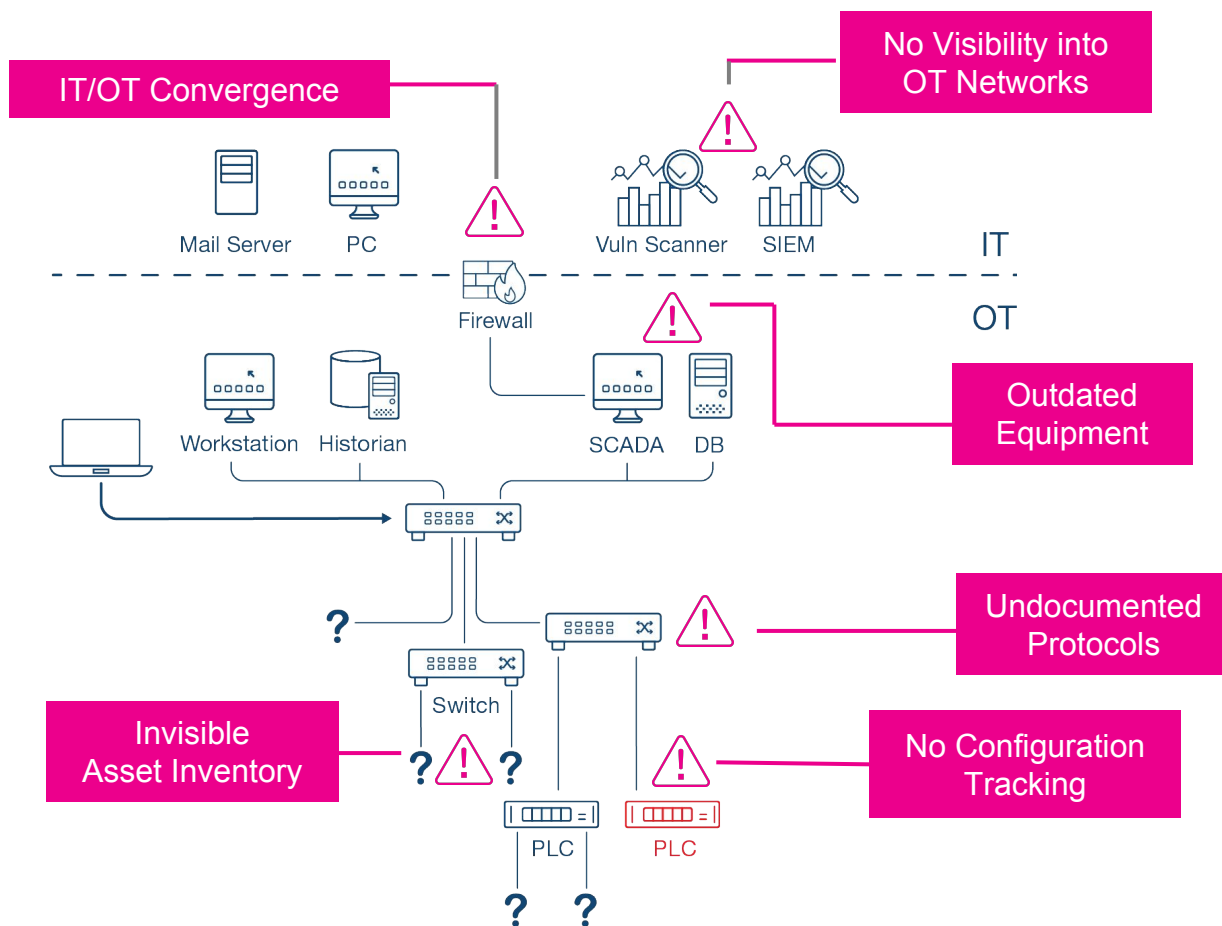 No Visibility into
OT Networks
IT/OT Convergence
Mail Server
PC
Vuln Scanner
SIEM
IT
Firewall
OT
Workstation
Historian
SCADA
DB
Outdated
Equipment
?
Undocumented
Protocols
Switch
Invisible
Asset Inventory
?
?
No Configuration
Tracking
PLC
PLC
?
?